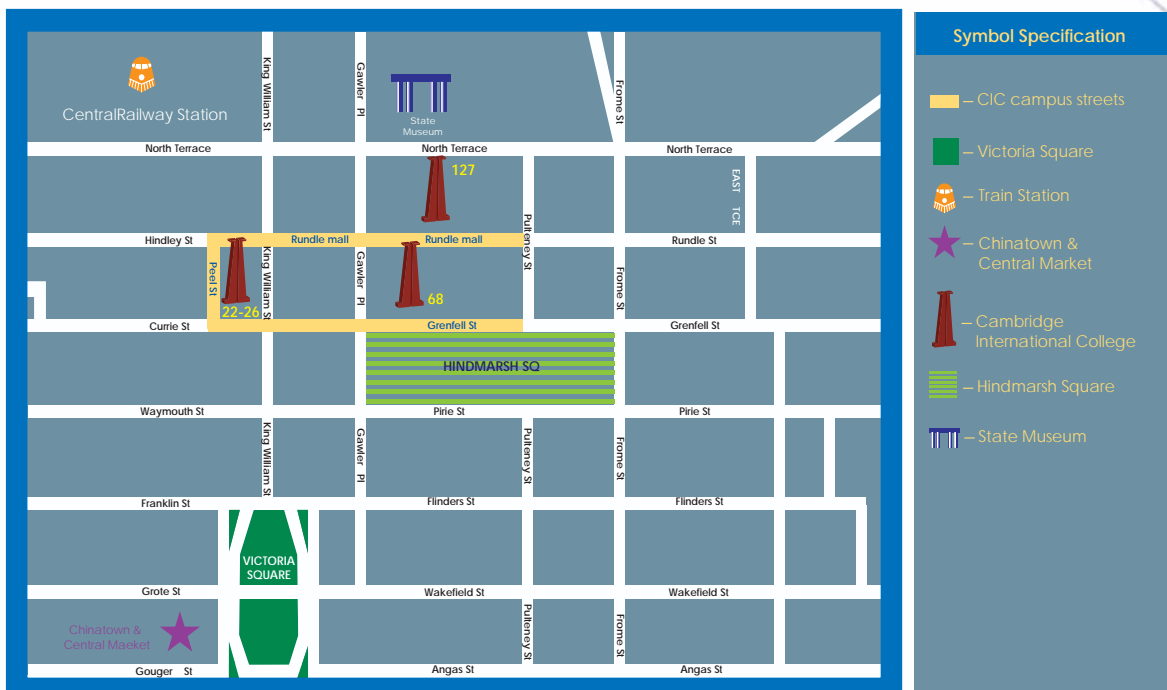 King William St
Gawler Pl
Frome St
CentralRailway Station
State
Museum
North Terrace
North Terrace
North Terrace
127
EAST TCE
Pulteney St
Hindley St
Rundle mall
Rundle mall
Rundle St
Peel St
King William St
Gawler Pl
Frome St
22-26
68
Currie St
Grenfell St
Grenfell St
HINDMARSH SQ
Waymouth St
Pirie St
Pirie St
King William St
Gawler Pl
Pulteney St
Frome St
Franklin St
Flinders St
Flinders St
VICTORIA
SQUARE
Grote St
Wakefield St
Wakefield St
Chinatown &
Central Maeket
Pulteney St
Frome St
Gouger St
Angas St
Angas St
Symbol Specification
– CIC campus streets
– Victoria Square
– Train Station
– Chinatown &
Central Market
– Cambridge
International College
– Hindmarsh Square
– State Museum